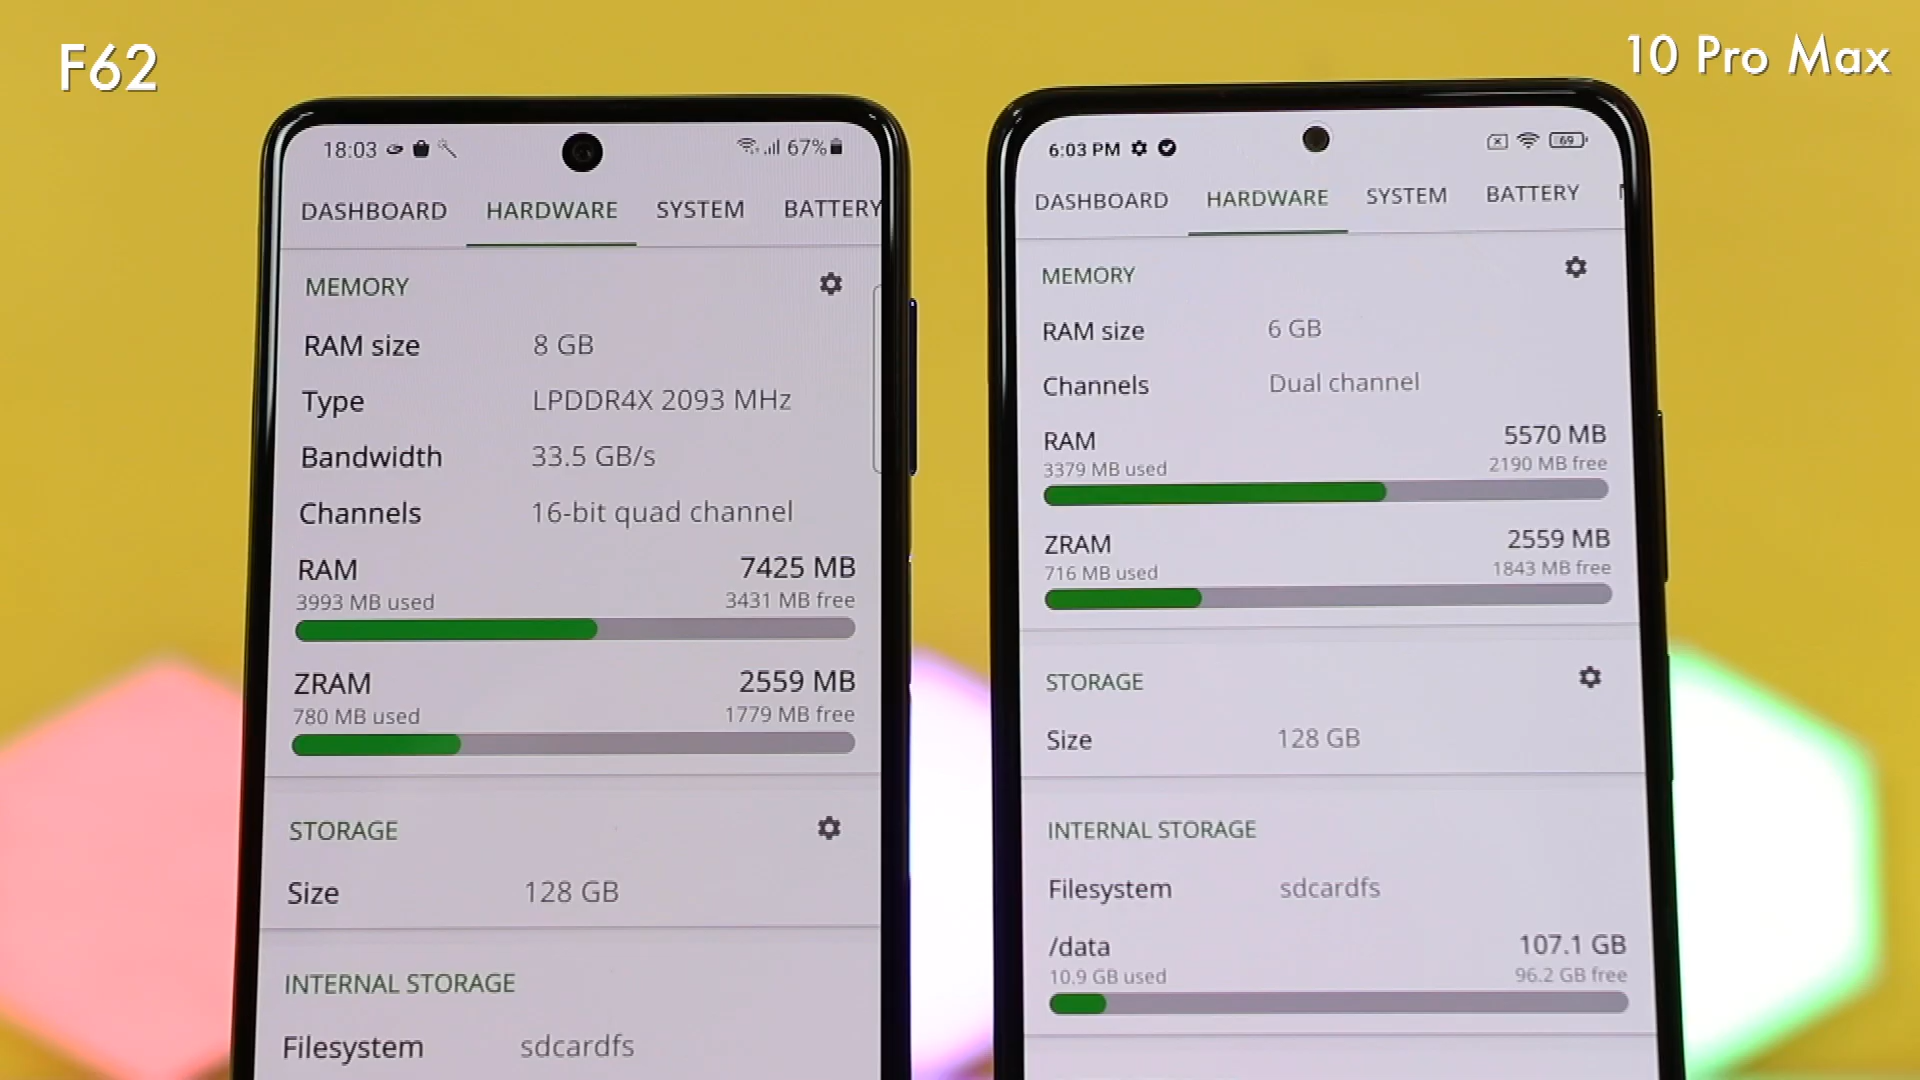 F62
10 Pro Max
18:03
67%
DASHBOARD HARDWARE SYSTEM BATTERY
MEMORY
RAM size 8 GB
Type LPDDR4X 2093 MHz
Bandwidth 33.5 GB/s
Channels 16-bit quad channel
RAM 7425 MB
3993 MB used 3431 MB free
ZRAM 2559 MB
780 MB used 1779 MB free
STORAGE
Size 128 GB
INTERNAL STORAGE
Filesystem sdcardfs
6:03 PM
69
DASHBOARD HARDWARE SYSTEM BATTERY
MEMORY
RAM size 6 GB
Channels Dual channel
RAM 5570 MB
3379 MB used 2190 MB free
ZRAM 2559 MB
716 MB used 1843 MB free
STORAGE
Size 128 GB
INTERNAL STORAGE
Filesystem sdcardfs
/data 107.1 GB
10.9 GB used 96.2 GB free